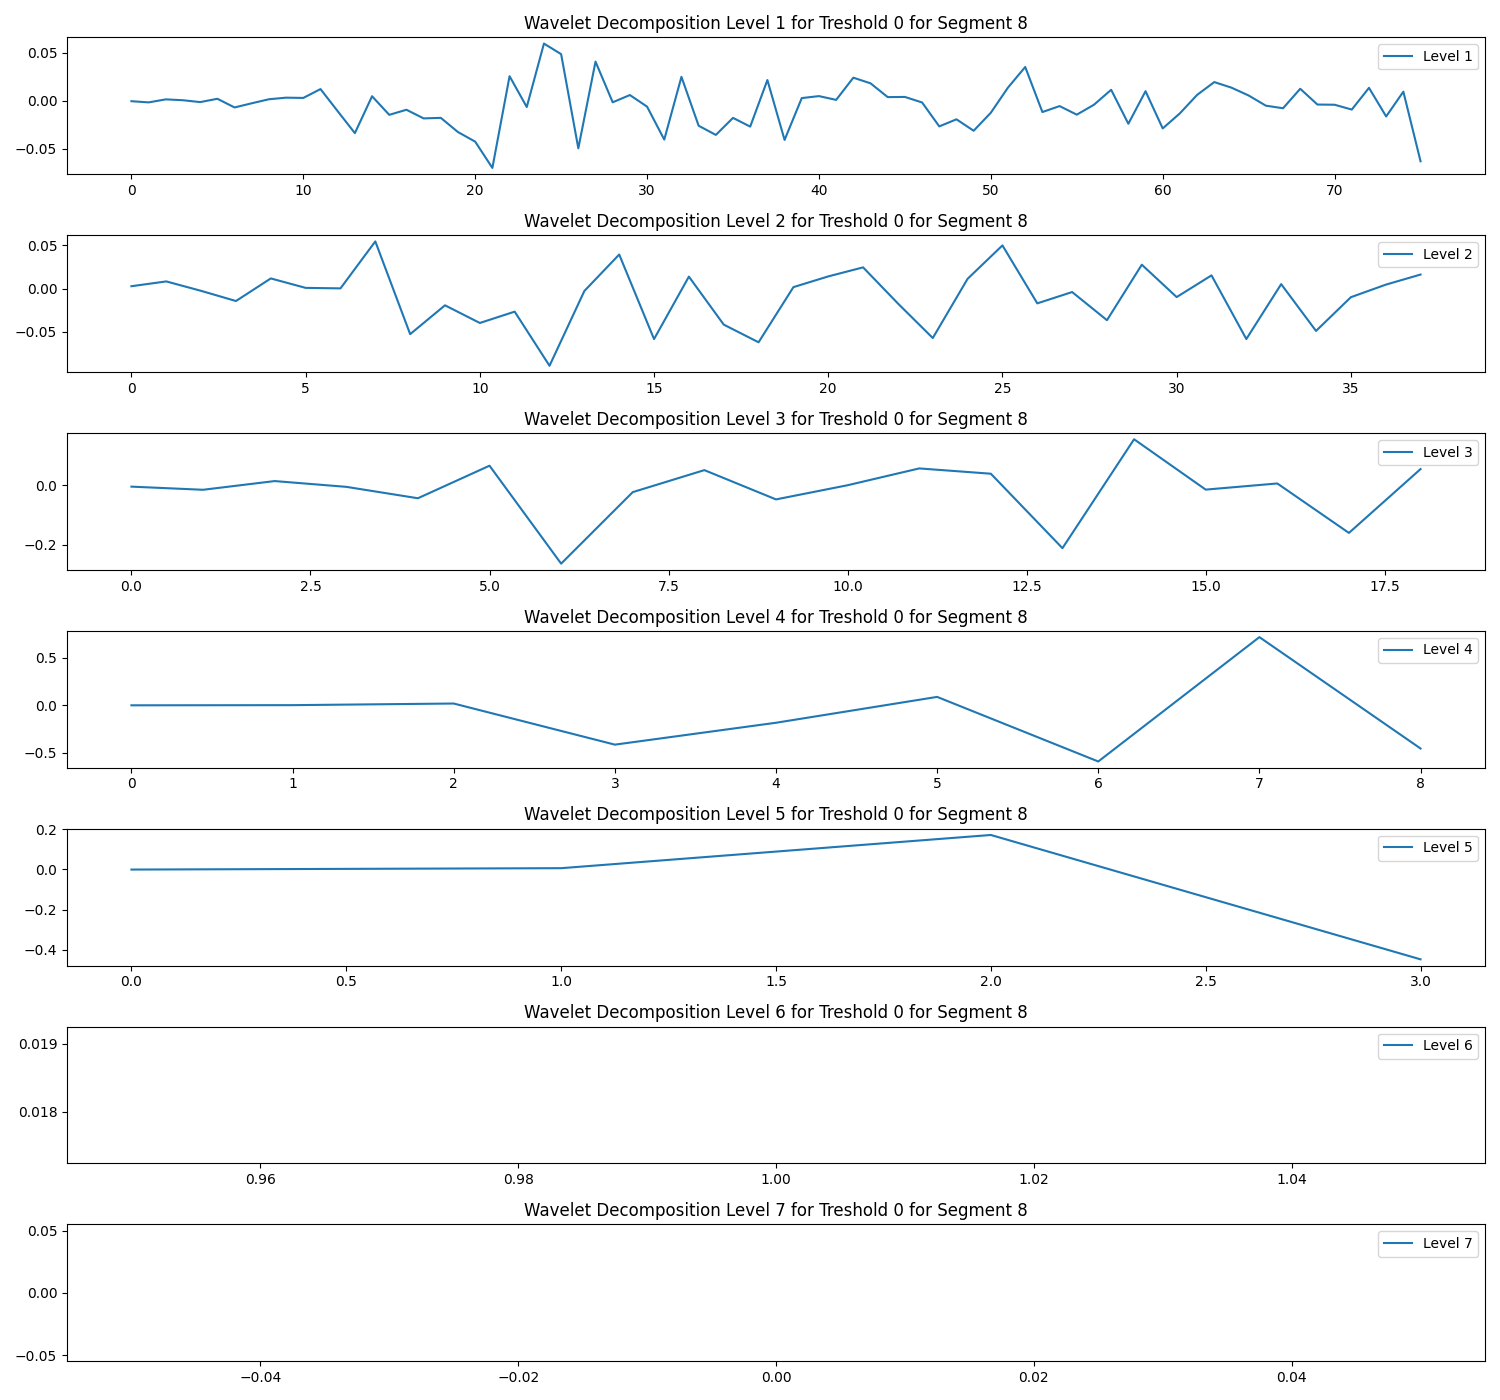 Wavelet Decomposition Level 1 for Treshold 0 for Segment 8
0.05
0.00
−0.05
Level 1
0 10 20 30 40 50 60 70
Wavelet Decomposition Level 2 for Treshold 0 for Segment 8
0.05
0.00
−0.05
Level 2
0 5 10 15 20 25 30 35
Wavelet Decomposition Level 3 for Treshold 0 for Segment 8
0.0
−0.2
Level 3
0.0 2.5 5.0 7.5 10.0 12.5 15.0 17.5
Wavelet Decomposition Level 4 for Treshold 0 for Segment 8
0.5
0.0
−0.5
Level 4
0 1 2 3 4 5 6 7 8
Wavelet Decomposition Level 5 for Treshold 0 for Segment 8
0.2
0.0
−0.2
−0.4
Level 5
0.0 0.5 1.0 1.5 2.0 2.5 3.0
Wavelet Decomposition Level 6 for Treshold 0 for Segment 8
0.019
0.018
Level 6
0.96 0.98 1.00 1.02 1.04
Wavelet Decomposition Level 7 for Treshold 0 for Segment 8
0.05
0.00
−0.05
Level 7
−0.04 −0.02 0.00 0.02 0.04